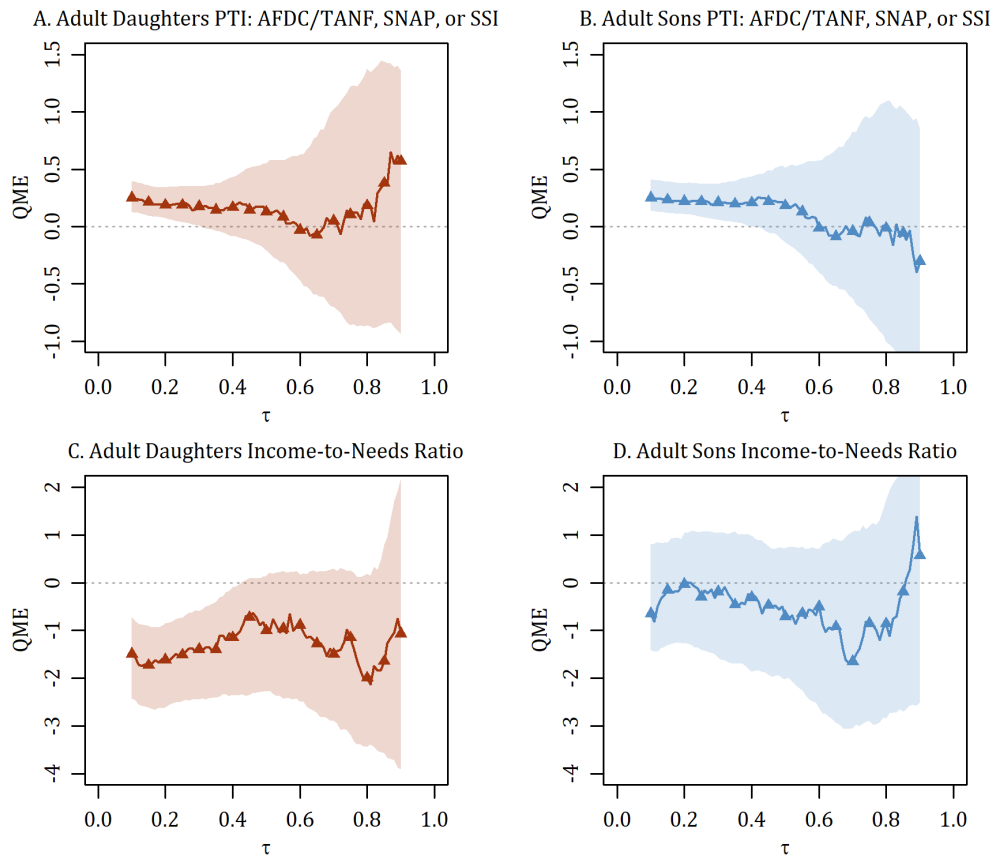 A. Adult Daughters PTI: AFDC/TANF, SNAP, or SSI
QME
1.5
1.0
0.5
0.0
-0.5
-1.0
0.0 0.2 0.4 0.6 0.8 1.0
τ
B. Adult Sons PTI: AFDC/TANF, SNAP, or SSI
QME
1.5
1.0
0.5
0.0
-0.5
-1.0
0.0 0.2 0.4 0.6 0.8 1.0
τ
C. Adult Daughters Income-to-Needs Ratio
QME
2
1
0
-1
-2
-3
-4
0.0 0.2 0.4 0.6 0.8 1.0
τ
D. Adult Sons Income-to-Needs Ratio
QME
2
1
0
-1
-2
-3
-4
0.0 0.2 0.4 0.6 0.8 1.0
τ